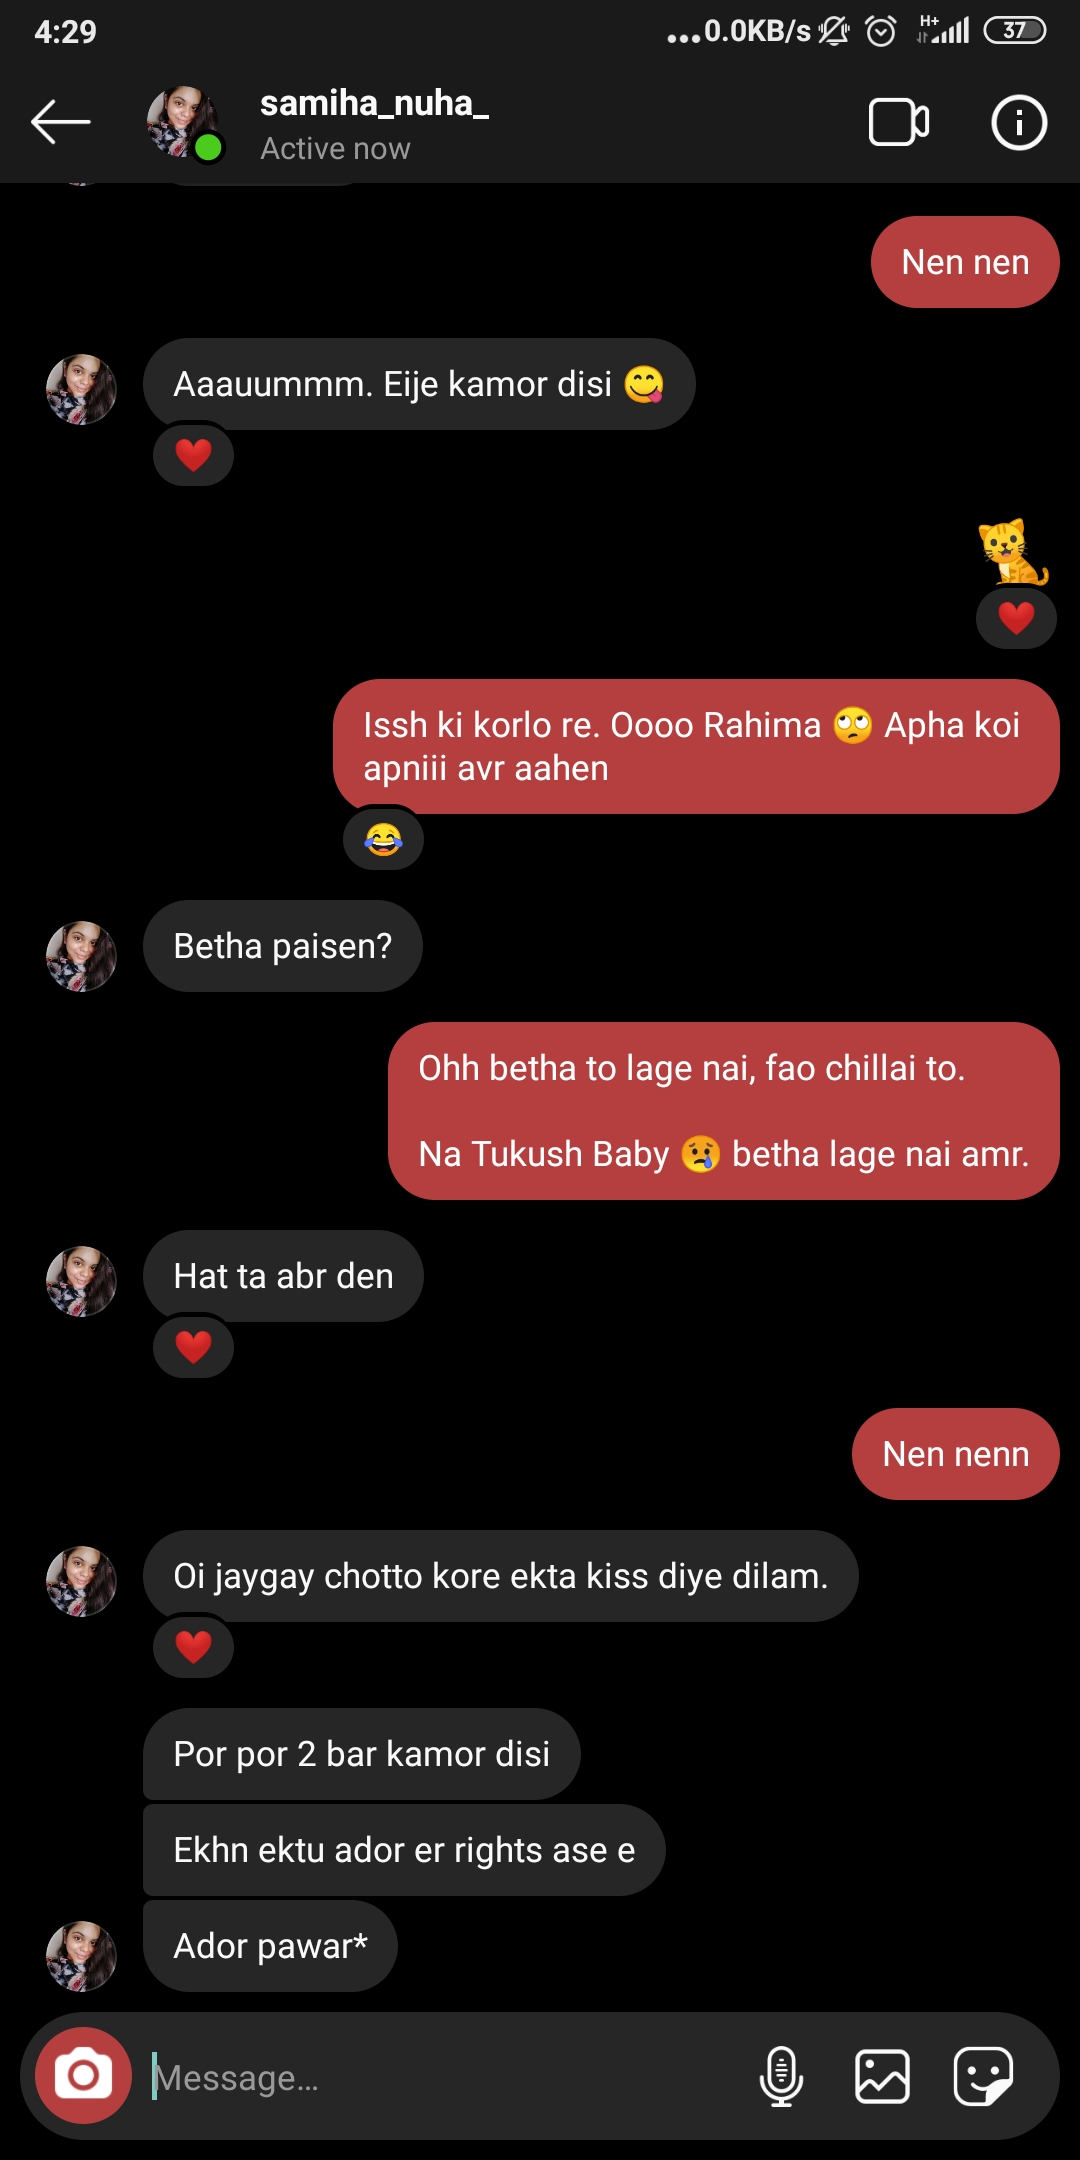 4:29
...0.0KB/s
H+
37
samiha_nuha_
Active now
Nen nen
Aaauummm. Eije kamor disi 😋
❤️
🐈
❤️
Issh ki korlo re. Oooo Rahima 🙄 Apha koi
apniii avr aahen
😂
Betha paisen?
Ohh betha to lage nai, fao chillai to.
Na Tukush Baby 😢 betha lage nai amr.
Hat ta abr den
❤️
Nen nenn
Oi jaygay chotto kore ekta kiss diye dilam.
❤️
Por por 2 bar kamor disi
Ekhn ektu ador er rights ase e
Ador pawar*
Message...